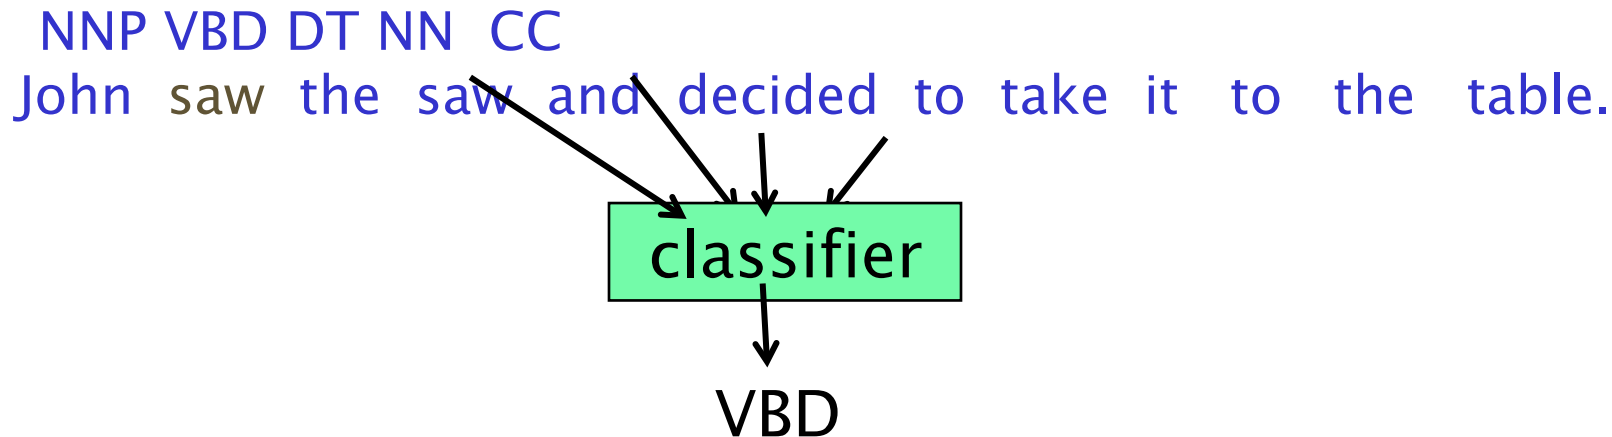 NNP VBD DT NN CC
John saw the saw and decided to take it to the table.
classifier
VBD